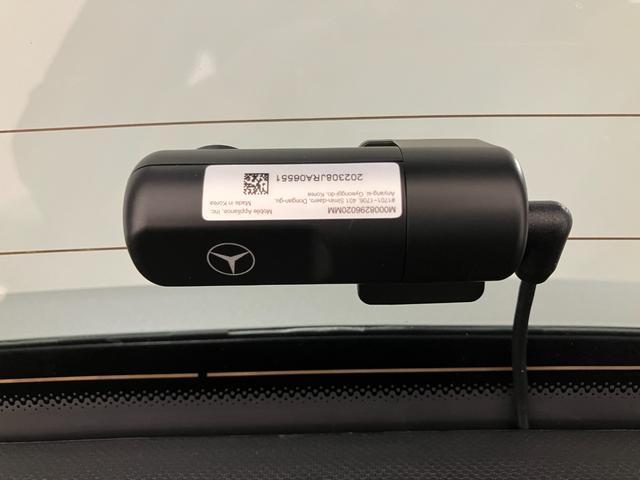 M0008296020MM
#1701-1706, 401 Simin-daero, Dongan-gu,
Anyang-si, Gyeonggi-do, Korea
202308JRA08551
Mobile Appliance, Inc.
Made in Korea